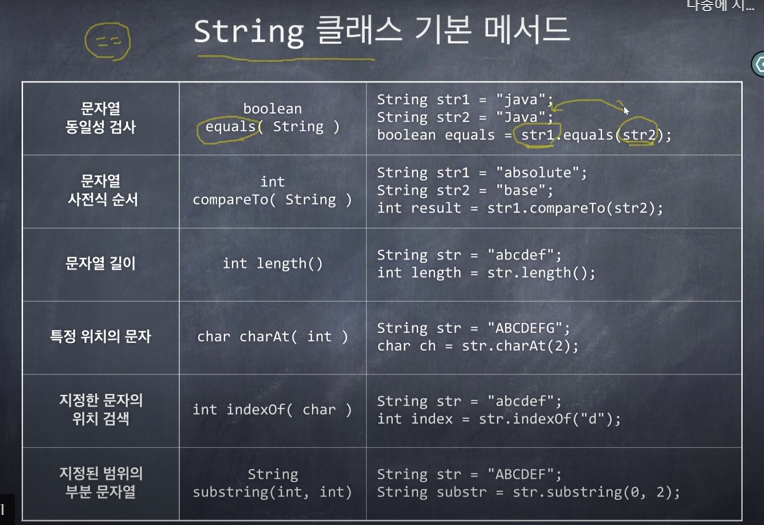 나중에 시...
String 클래스 기본 메서드
문자열
동일성 검사
boolean
equals( String )
String str1 = "java";
String str2 = "Java";
boolean equals = str1.equals(str2);
문자열
사전식 순서
int
compareTo( String )
String str1 = "absolute";
String str2 = "base";
int result = str1.compareTo(str2);
문자열 길이
int length()
String str = "abcdef";
int length = str.length();
특정 위치의 문자
char charAt( int )
String str = "ABCDEFG";
char ch = str.charAt(2);
지정한 문자의
위치 검색
int indexOf( char )
String str = "abcdef";
int index = str.indexOf("d");
지정된 범위의
부분 문자열
String
substring(int, int)
String str = "ABCDEF";
String substr = str.substring(0, 2);